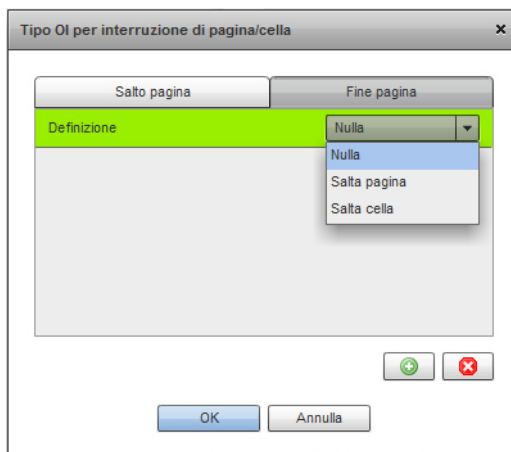 Tipo OI per interruzione di pagina/cella
Salto pagina Fine pagina
Definizione Nulla
Nulla
Salta pagina
Salta cella
OK Annulla